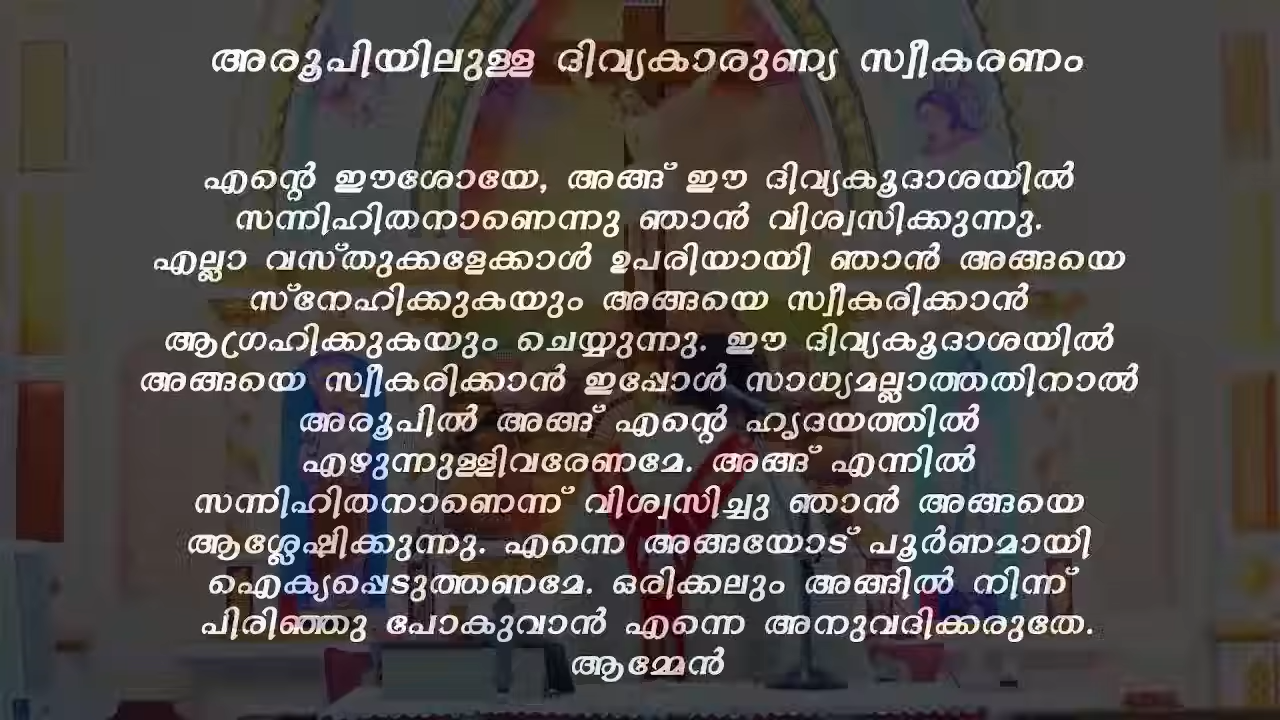 അരൂപിയിലുള്ള ദിവ്യകാരുണ്യ സ്വീകരണം
എന്റെ ഈശോയേ, അങ്ങ് ഈ ദിവ്യകൂദാശയിൽ
സന്നിഹിതനാണെന്നു ഞാൻ വിശ്വസിക്കുന്നു.
എല്ലാ വസ്തുക്കളേക്കാൾ ഉപരിയായി ഞാൻ അങ്ങയെ
സ്നേഹിക്കുകയും അങ്ങയെ സ്വീകരിക്കാൻ
ആഗ്രഹിക്കുകയും ചെയ്യുന്നു. ഈ ദിവ്യകൂദാശയിൽ
അങ്ങയെ സ്വീകരിക്കാൻ ഇപ്പോൾ സാധ്യമല്ലാത്തതിനാൽ
അരൂപിൽ അങ്ങ് എന്റെ ഹൃദയത്തിൽ
എഴുന്നുള്ളിവരേണമേ. അങ്ങ് എന്നിൽ
സന്നിഹിതനാണെന്ന് വിശ്വസിച്ചു ഞാൻ അങ്ങയെ
ആശ്ലേഷിക്കുന്നു. എന്നെ അങ്ങയോട് പൂർണമായി
ഐക്യപ്പെടുത്തണമേ. ഒരിക്കലും അങ്ങിൽ നിന്ന്
പിരിഞ്ഞു പോകുവാൻ എന്നെ അനുവദിക്കരുതേ.
ആമ്മേൻ